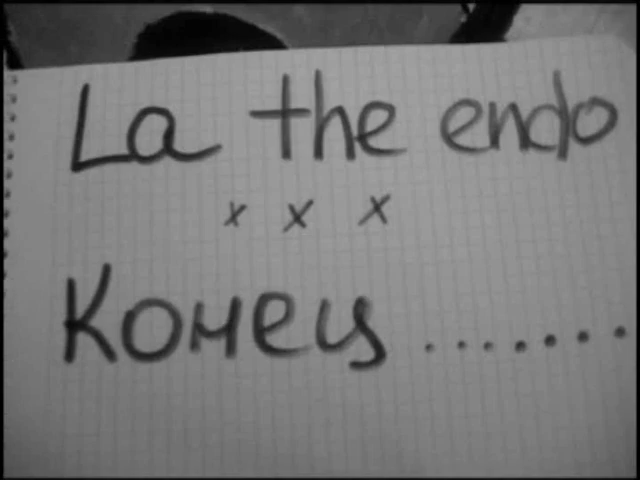 La the endo
x x x
Конец.......